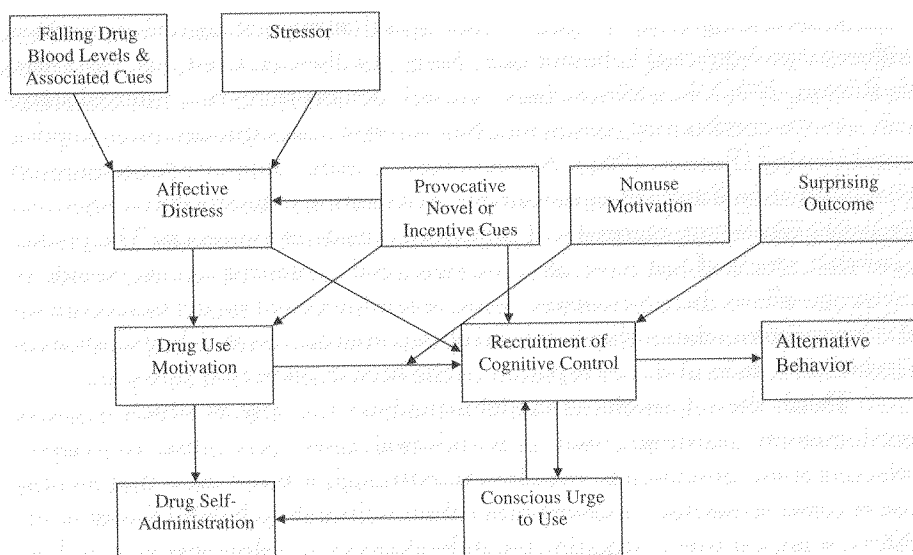 Falling Drug
Blood Levels &
Associated Cues
Stressor
Affective
Distress
Provocative
Novel or
Incentive Cues
Nonuse
Motivation
Surprising
Outcome
Drug Use
Motivation
Recruitment of
Cognitive Control
Alternative
Behavior
Drug Self-
Administration
Conscious Urge
to Use